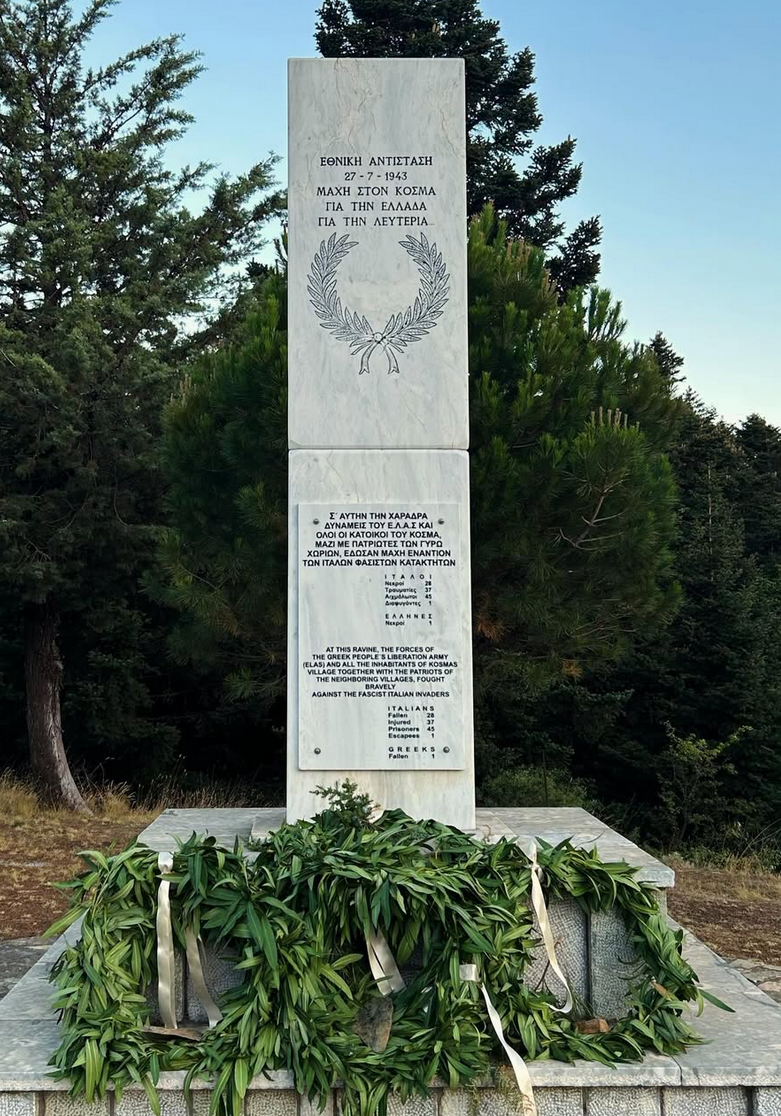 ΕΘΝΙΚΗ ΑΝΤΙΣΤΑΣΗ
27 - 7 - 1943
ΜΑΧΗ ΣΤΟΝ ΚΟΣΜΑ
ΓΙΑ ΤΗΝ ΕΛΛΑΔΑ
ΓΙΑ ΤΗΝ ΛΕΥΤΕΡΙΑ...
Σ΄ ΑΥΤΗΝ ΤΗΝ ΧΑΡΑΔΡΑ
ΔΥΝΑΜΕΙΣ ΤΟΥ Ε.Λ.Α.Σ ΚΑΙ
ΟΛΟΙ ΟΙ ΚΑΤΟΙΚΟΙ ΤΟΥ ΚΟΣΜΑ,
ΜΑΖΙ ΜΕ ΠΑΤΡΙΩΤΕΣ ΤΩΝ ΓΥΡΩ
ΧΩΡΙΩΝ, ΕΔΩΣΑΝ ΜΑΧΗ ΕΝΑΝΤΙΟΝ
ΤΩΝ ΙΤΑΛΩΝ ΦΑΣΙΣΤΩΝ ΚΑΤΑΚΤΗΤΩΝ
ΙΤΑΛΟΙ
Νεκροί 28
Τραυματίες 37
Αιχμάλωτοι 45
Διαφυγόντες 1
ΕΛΛΗΝΕΣ
Νεκροί 1
AT THIS RAVINE, THE FORCES OF
THE GREEK PEOPLE'S LIBERATION ARMY
(ELAS) AND ALL THE INHABITANTS OF KOSMAS
VILLAGE TOGETHER WITH THE PATRIOTS OF
THE NEIGHBORING VILLAGES, FOUGHT
BRAVELY
AGAINST THE FASCIST ITALIAN INVADERS
ITALIANS
Fallen 28
Injured 37
Prisoners 45
Escapees 1
GREEKS
Fallen 1